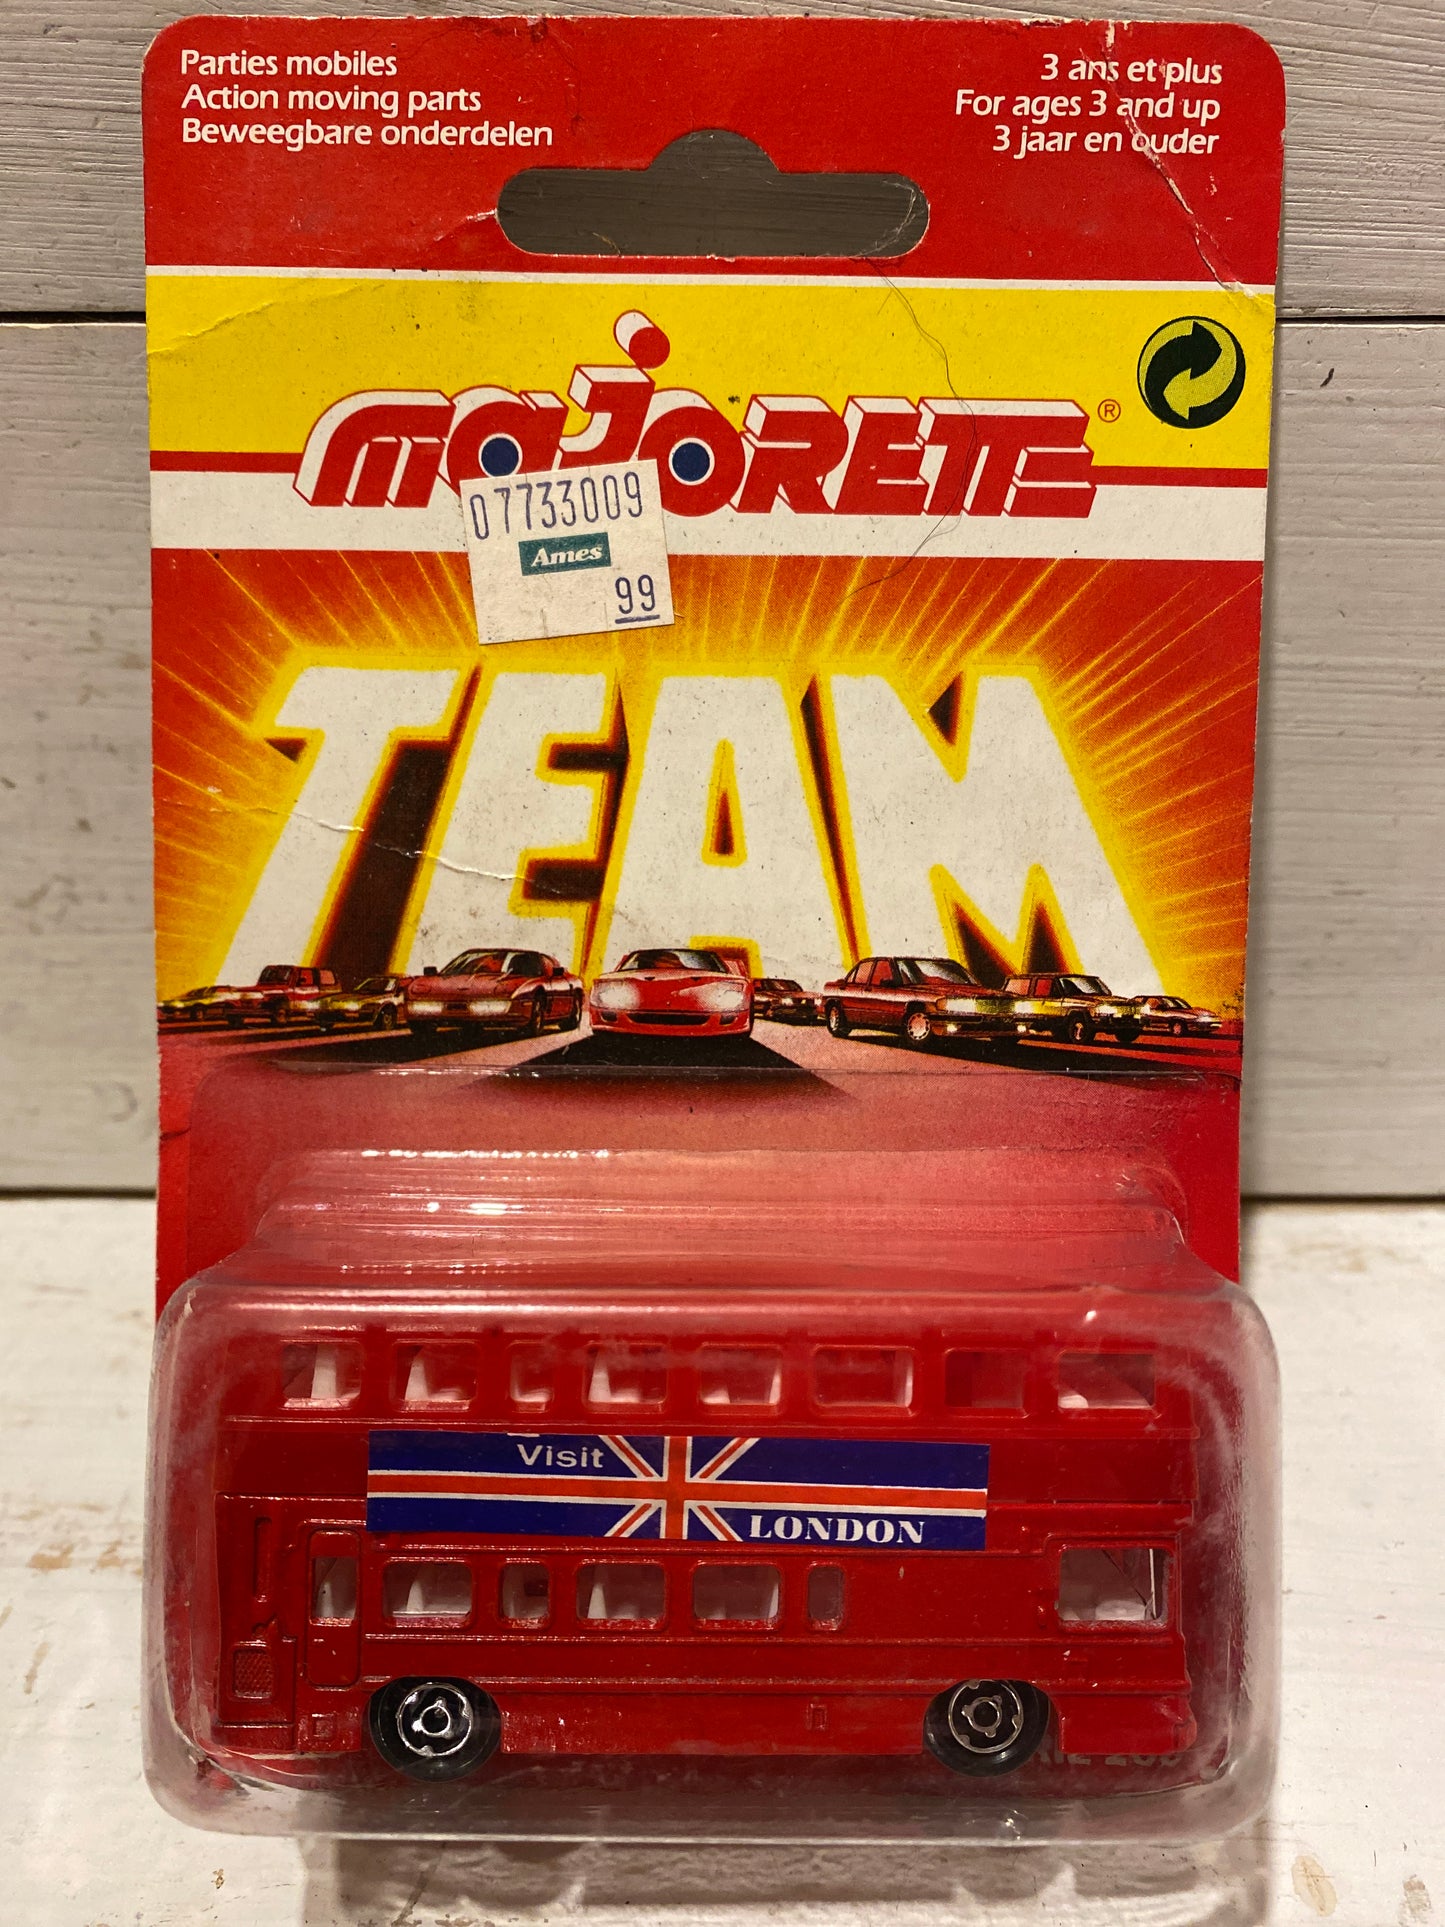 Parties mobiles
Action moving parts
Beweegbare onderdelen
3 ans et plus
For ages 3 and up
3 jaar en ouder
majorette ®
07733009
Ames
99
TEAM
Visit
LONDON